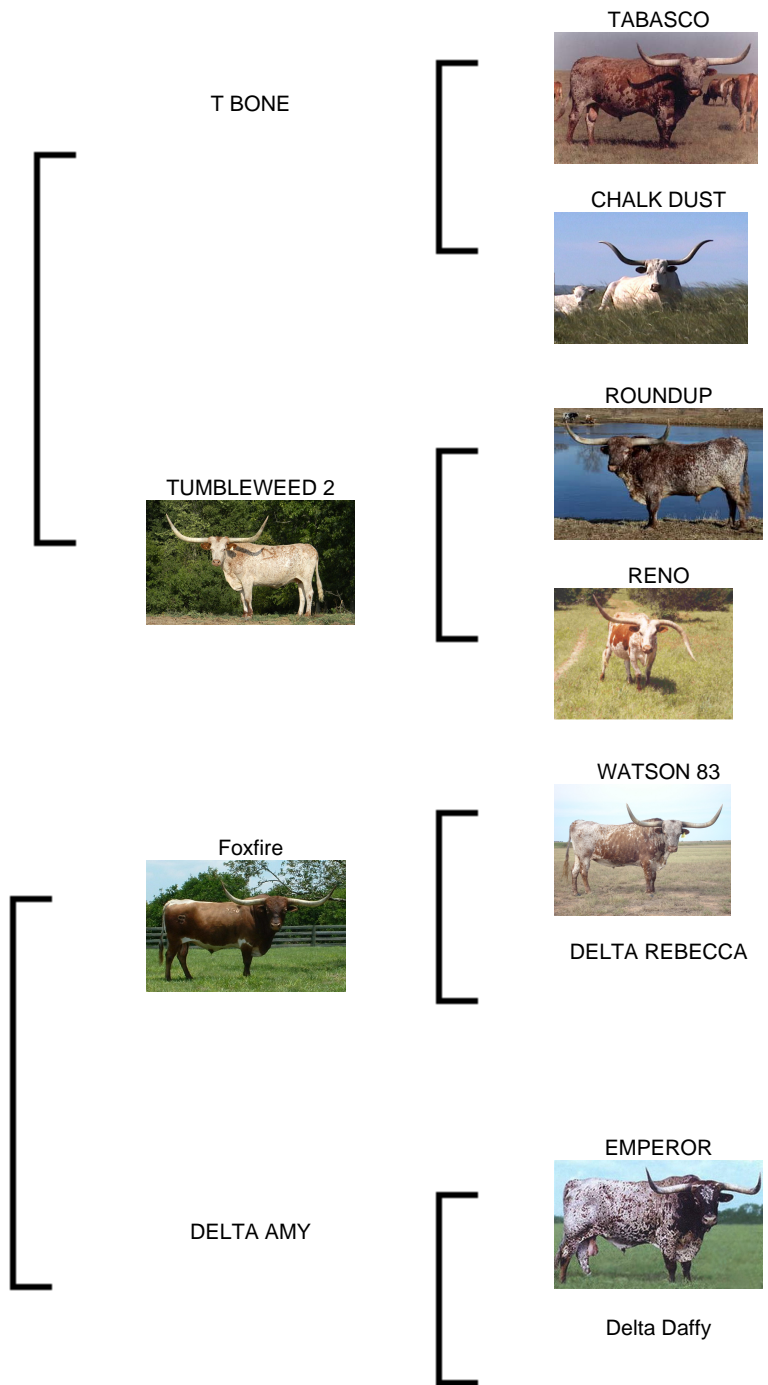 TABASCO
T BONE
CHALK DUST
ROUNDUP
TUMBLEWEED 2
RENO
WATSON 83
Foxfire
DELTA REBECCA
EMPEROR
DELTA AMY
Delta Daffy